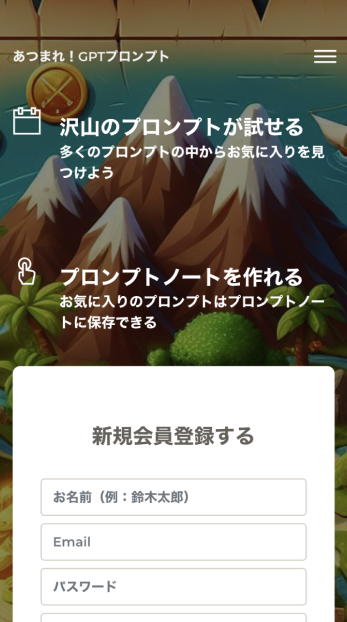 あつまれ！GPTプロンプト
沢山のプロンプトが試せる
多くのプロンプトの中からお気に入りを見
つけよう
プロンプトノートを作れる
お気に入りのプロンプトはプロンプトノー
トに保存できる
新規会員登録する
お名前（例：鈴木太郎）
Email
パスワード